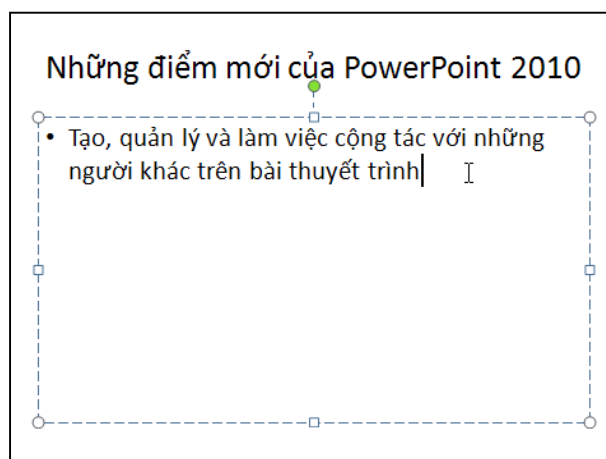 Những điểm mới của PowerPoint 2010
• Tạo, quản lý và làm việc cộng tác với những
người khác trên bài thuyết trình